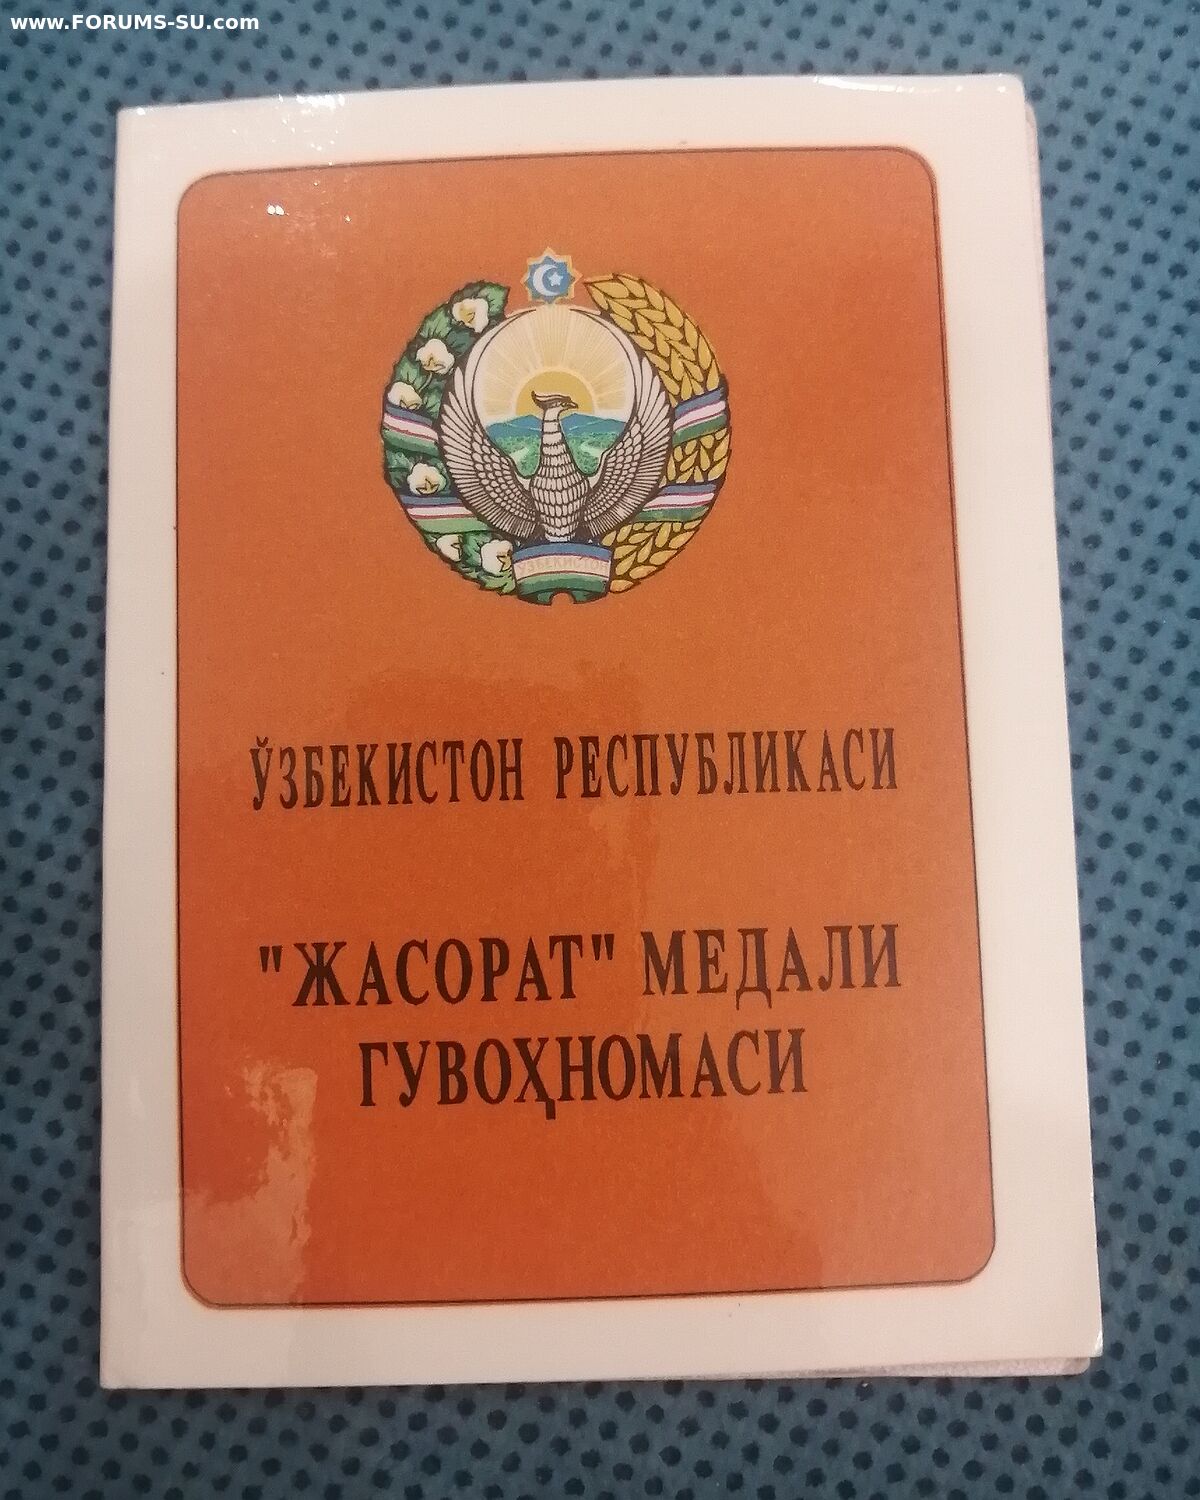 www.FORUMS-SU.com
ЎЗБЕКИСТОН
ЎЗБЕКИСТОН РЕСПУБЛИКАСИ
"ЖАСОРАТ" МЕДАЛИ
ГУВОҲНОМАСИ